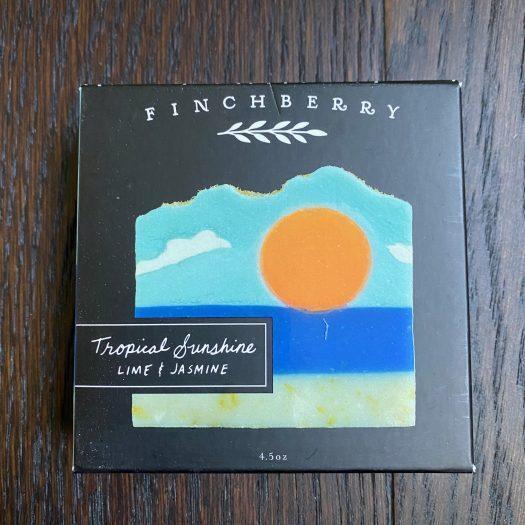 FINCHBERRY
Tropical Sunshine
LIME & JASMINE
4.5oz